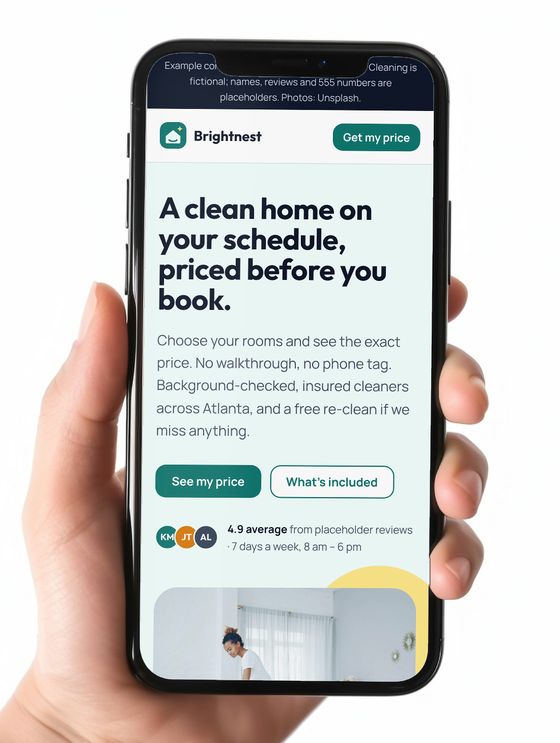 Example co Cleaning is
fictional; names, reviews and 555 numbers are
placeholders. Photos: Unsplash.
Brightnest
Get my price
A clean home on
your schedule,
priced before you
book.
Choose your rooms and see the exact
price. No walkthrough, no phone tag.
Background-checked, insured cleaners
across Atlanta, and a free re-clean if we
miss anything.
See my price
What's included
KM JT AL
4.9 average from placeholder reviews
· 7 days a week, 8 am – 6 pm